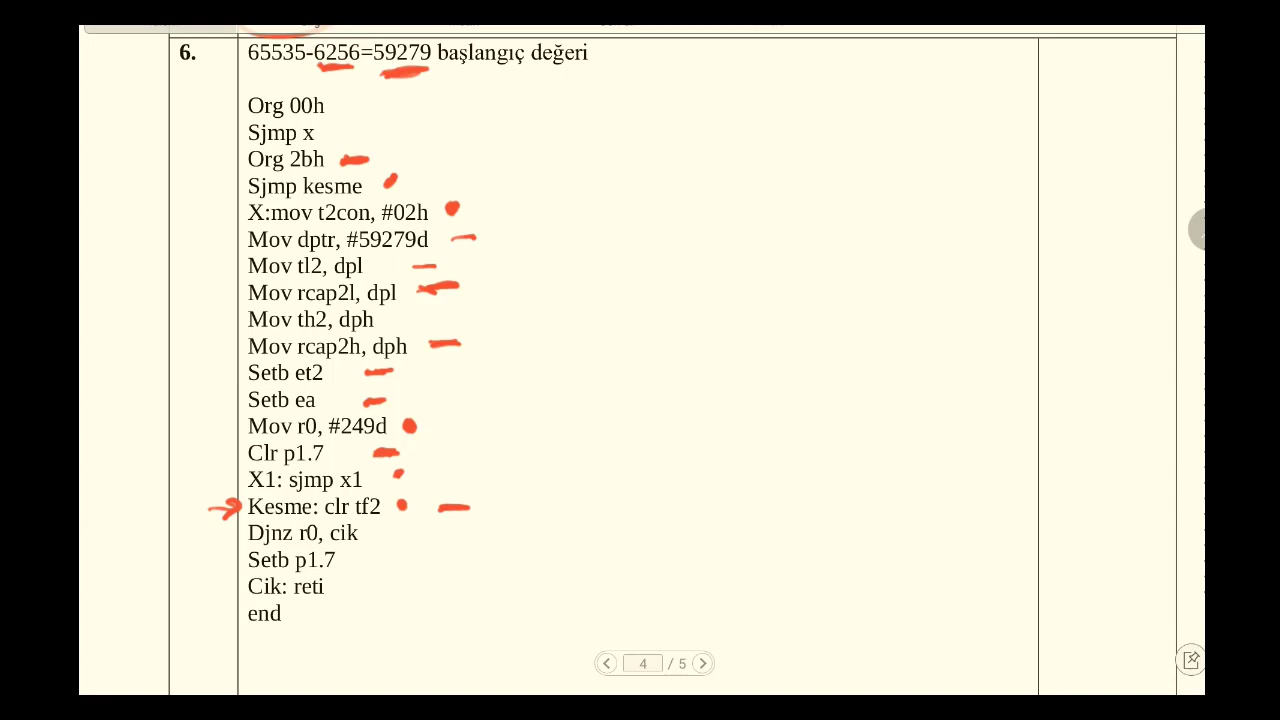 6.
65535-6256=59279 başlangıç değeri
Org 00h
Sjmp x
Org 2bh
Sjmp kesme
X:mov t2con, #02h
Mov dptr, #59279d
Mov tl2, dpl
Mov rcap2l, dpl
Mov th2, dph
Mov rcap2h, dph
Setb et2
Setb ea
Mov r0, #249d
Clr p1.7
X1: sjmp x1
Kesme: clr tf2
Djnz r0, cik
Setb p1.7
Cik: reti
end
4 / 5